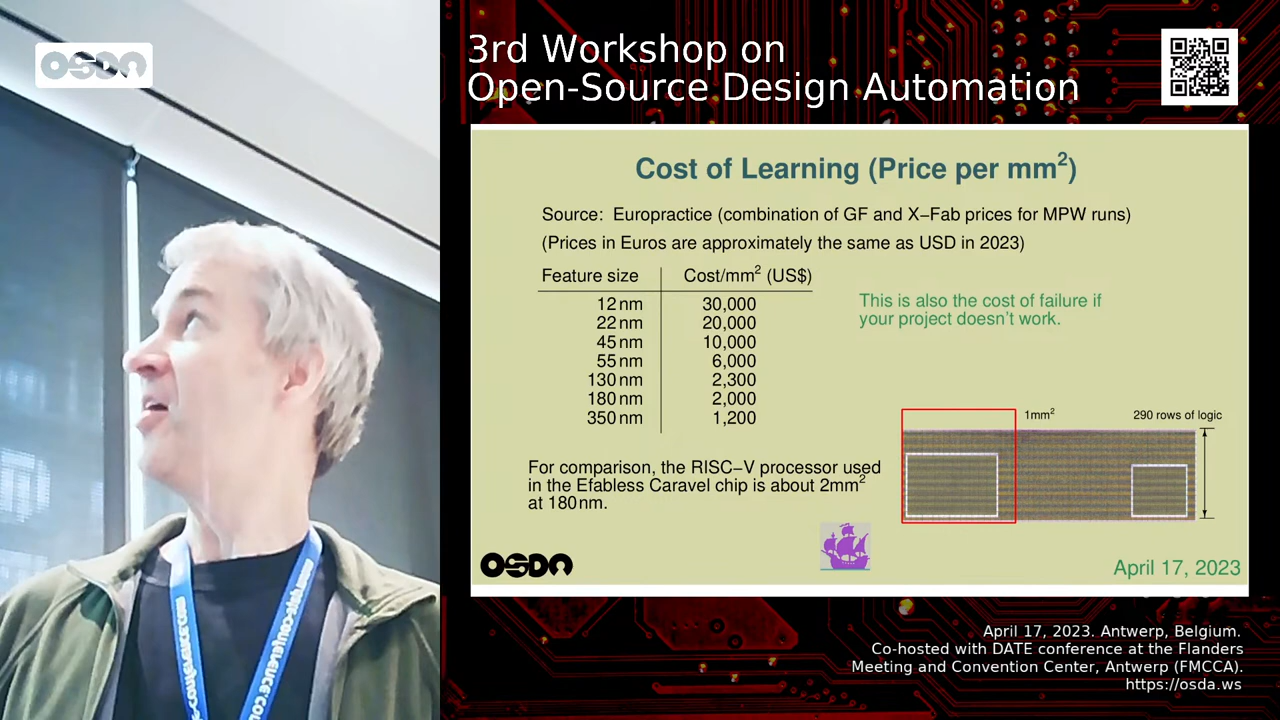 OSDA
3rd Workshop on
Open-Source Design Automation
Cost of Learning (Price per mm²)
Source: Europractice (combination of GF and X–Fab prices for MPW runs)
(Prices in Euros are approximately the same as USD in 2023)
Feature size Cost/mm² (US$)
12 nm 30,000
22 nm 20,000
45 nm 10,000
55 nm 6,000
130 nm 2,300
180 nm 2,000
350 nm 1,200
This is also the cost of failure if
your project doesn't work.
1mm² 290 rows of logic
For comparison, the RISC–V processor used
in the Efabless Caravel chip is about 2mm²
at 180nm.
OSDA
April 17, 2023
April 17, 2023. Antwerp, Belgium.
Co-hosted with DATE conference at the Flanders
Meeting and Convention Center, Antwerp (FMCCA).
https://osda.ws